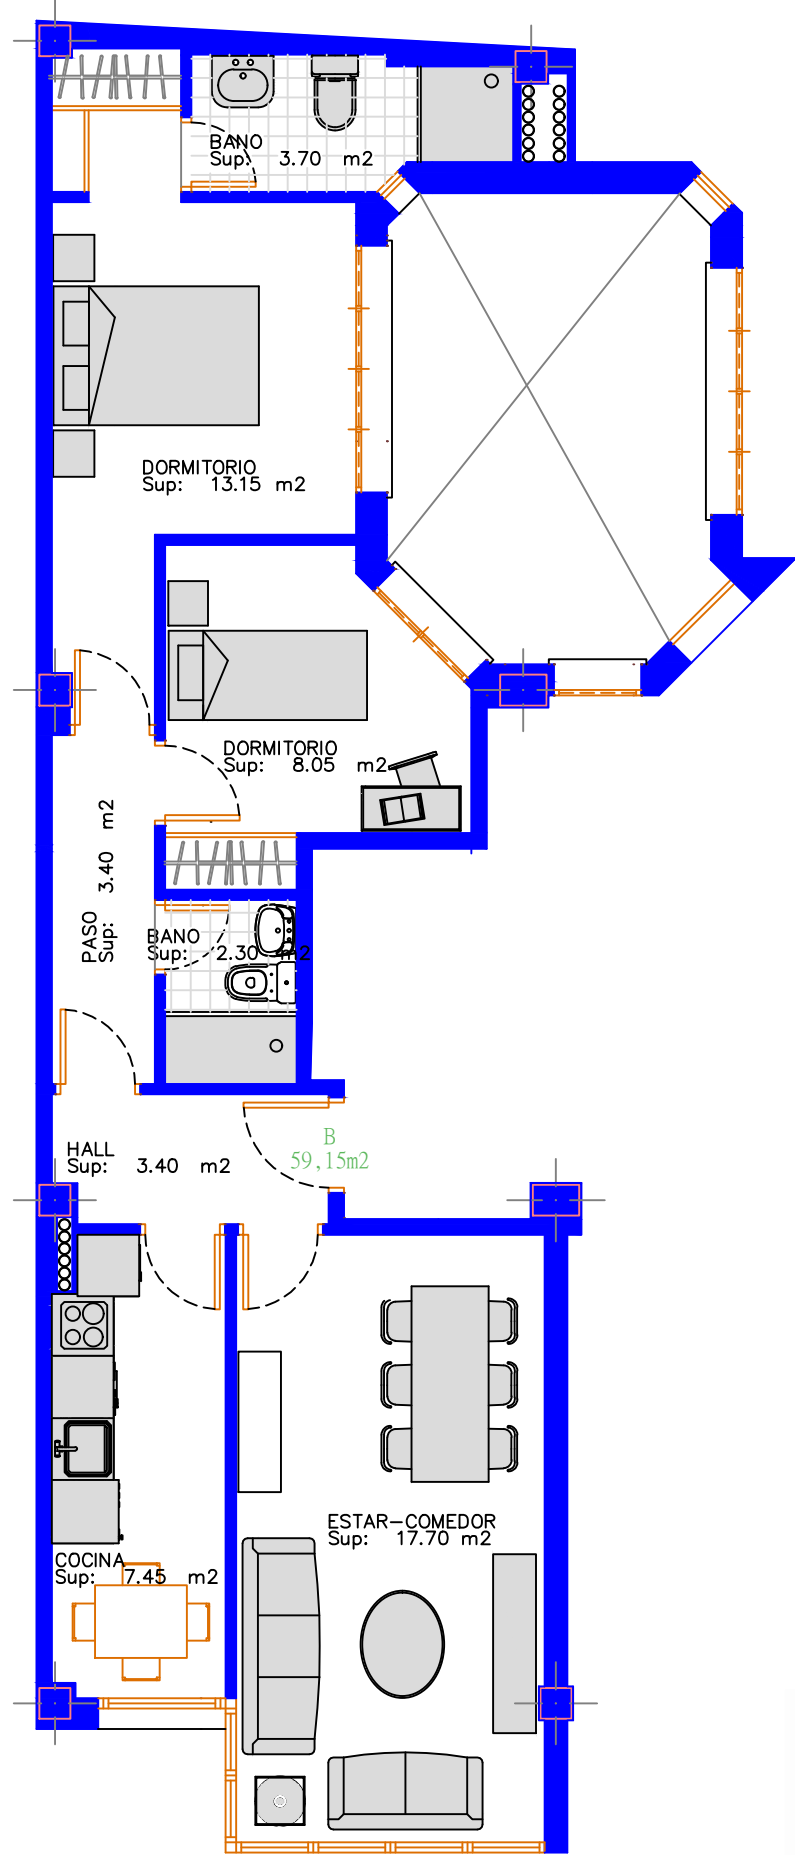 BANO
Sup: 3.70 m2
DORMITORIO
Sup: 13.15 m2
DORMITORIO
Sup: 8.05 m2
PASO
Sup: 3.40 m2
BANO
Sup: 2.30 m2
B
59,15m2
HALL
Sup: 3.40 m2
ESTAR-COMEDOR
Sup: 17.70 m2
COCINA
Sup: 7.45 m2